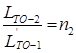 L_{TO-2} / L_{TO-1} = n_2